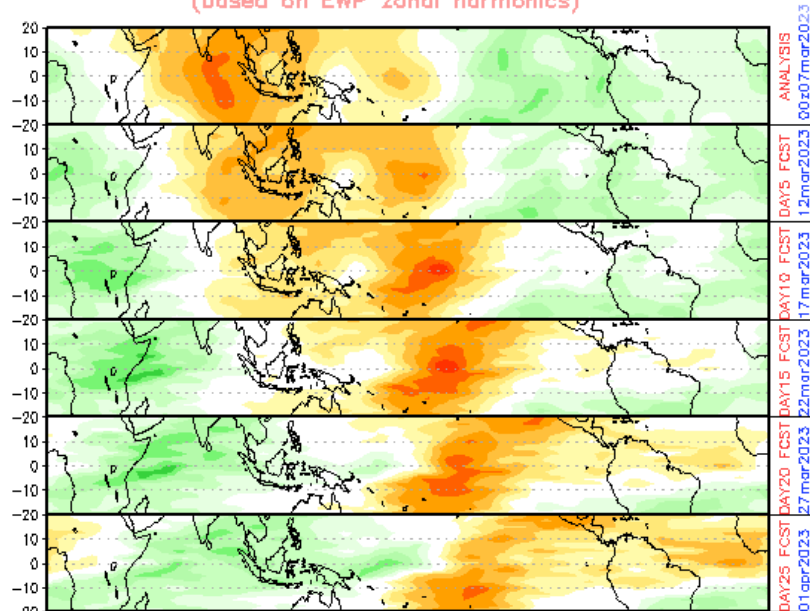 (based on EWP zonal harmonics)
20
10
0
−10
−20
ANALYSIS
00z07mar2023
10
0
−10
−20
DAY5 FCST
12mar2023
10
0
−10
−20
DAY10 FCST
17mar2023
10
0
−10
−20
DAY15 FCST
22mar2023
10
0
−10
−20
DAY20 FCST
27mar2023
10
0
−10
−20
DAY25 FCST
01apr2023